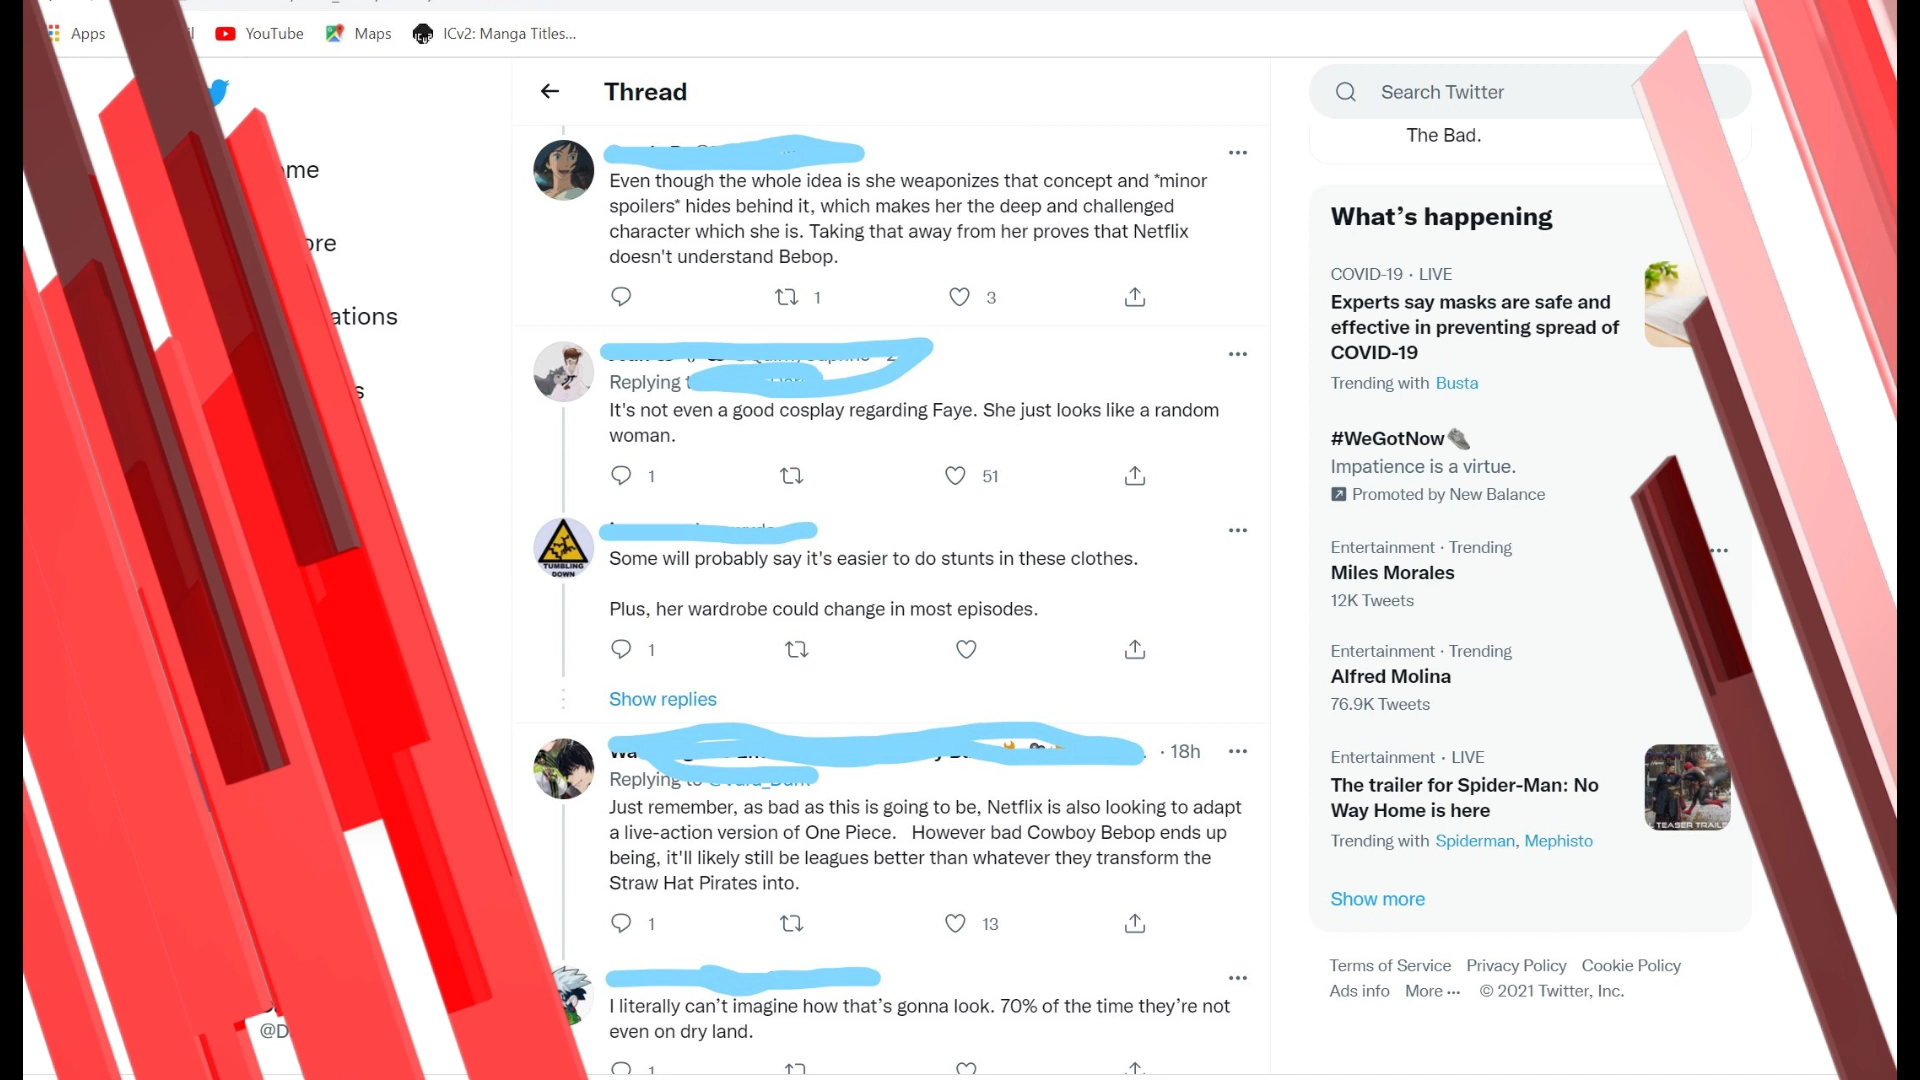 Apps
YouTube
Maps
ICv2: Manga Titles...
Thread
Even though the whole idea is she weaponizes that concept and *minor
spoilers* hides behind it, which makes her the deep and challenged
character which she is. Taking that away from her proves that Netflix
doesn't understand Bebop.
1
3
Replying
It's not even a good cosplay regarding Faye. She just looks like a random
woman.
1
51
TUMBLING
DOWN
Some will probably say it's easier to do stunts in these clothes.
Plus, her wardrobe could change in most episodes.
1
Show replies
· 18h
Replying to
Just remember, as bad as this is going to be, Netflix is also looking to adapt
a live-action version of One Piece. However bad Cowboy Bebop ends up
being, it'll likely still be leagues better than whatever they transform the
Straw Hat Pirates into.
1
13
I literally can't imagine how that's gonna look. 70% of the time they're not
even on dry land.
1
Search Twitter
The Bad.
What's happening
COVID-19 · LIVE
Experts say masks are safe and
effective in preventing spread of
COVID-19
Trending with Busta
#WeGotNow
Impatience is a virtue.
Promoted by New Balance
Entertainment · Trending
Miles Morales
12K Tweets
Entertainment · Trending
Alfred Molina
76.9K Tweets
Entertainment · LIVE
The trailer for Spider-Man: No
Way Home is here
TEASER TRAILE
Trending with Spiderman, Mephisto
Show more
Terms of Service Privacy Policy Cookie Policy
Ads info More ··· © 2021 Twitter, Inc.